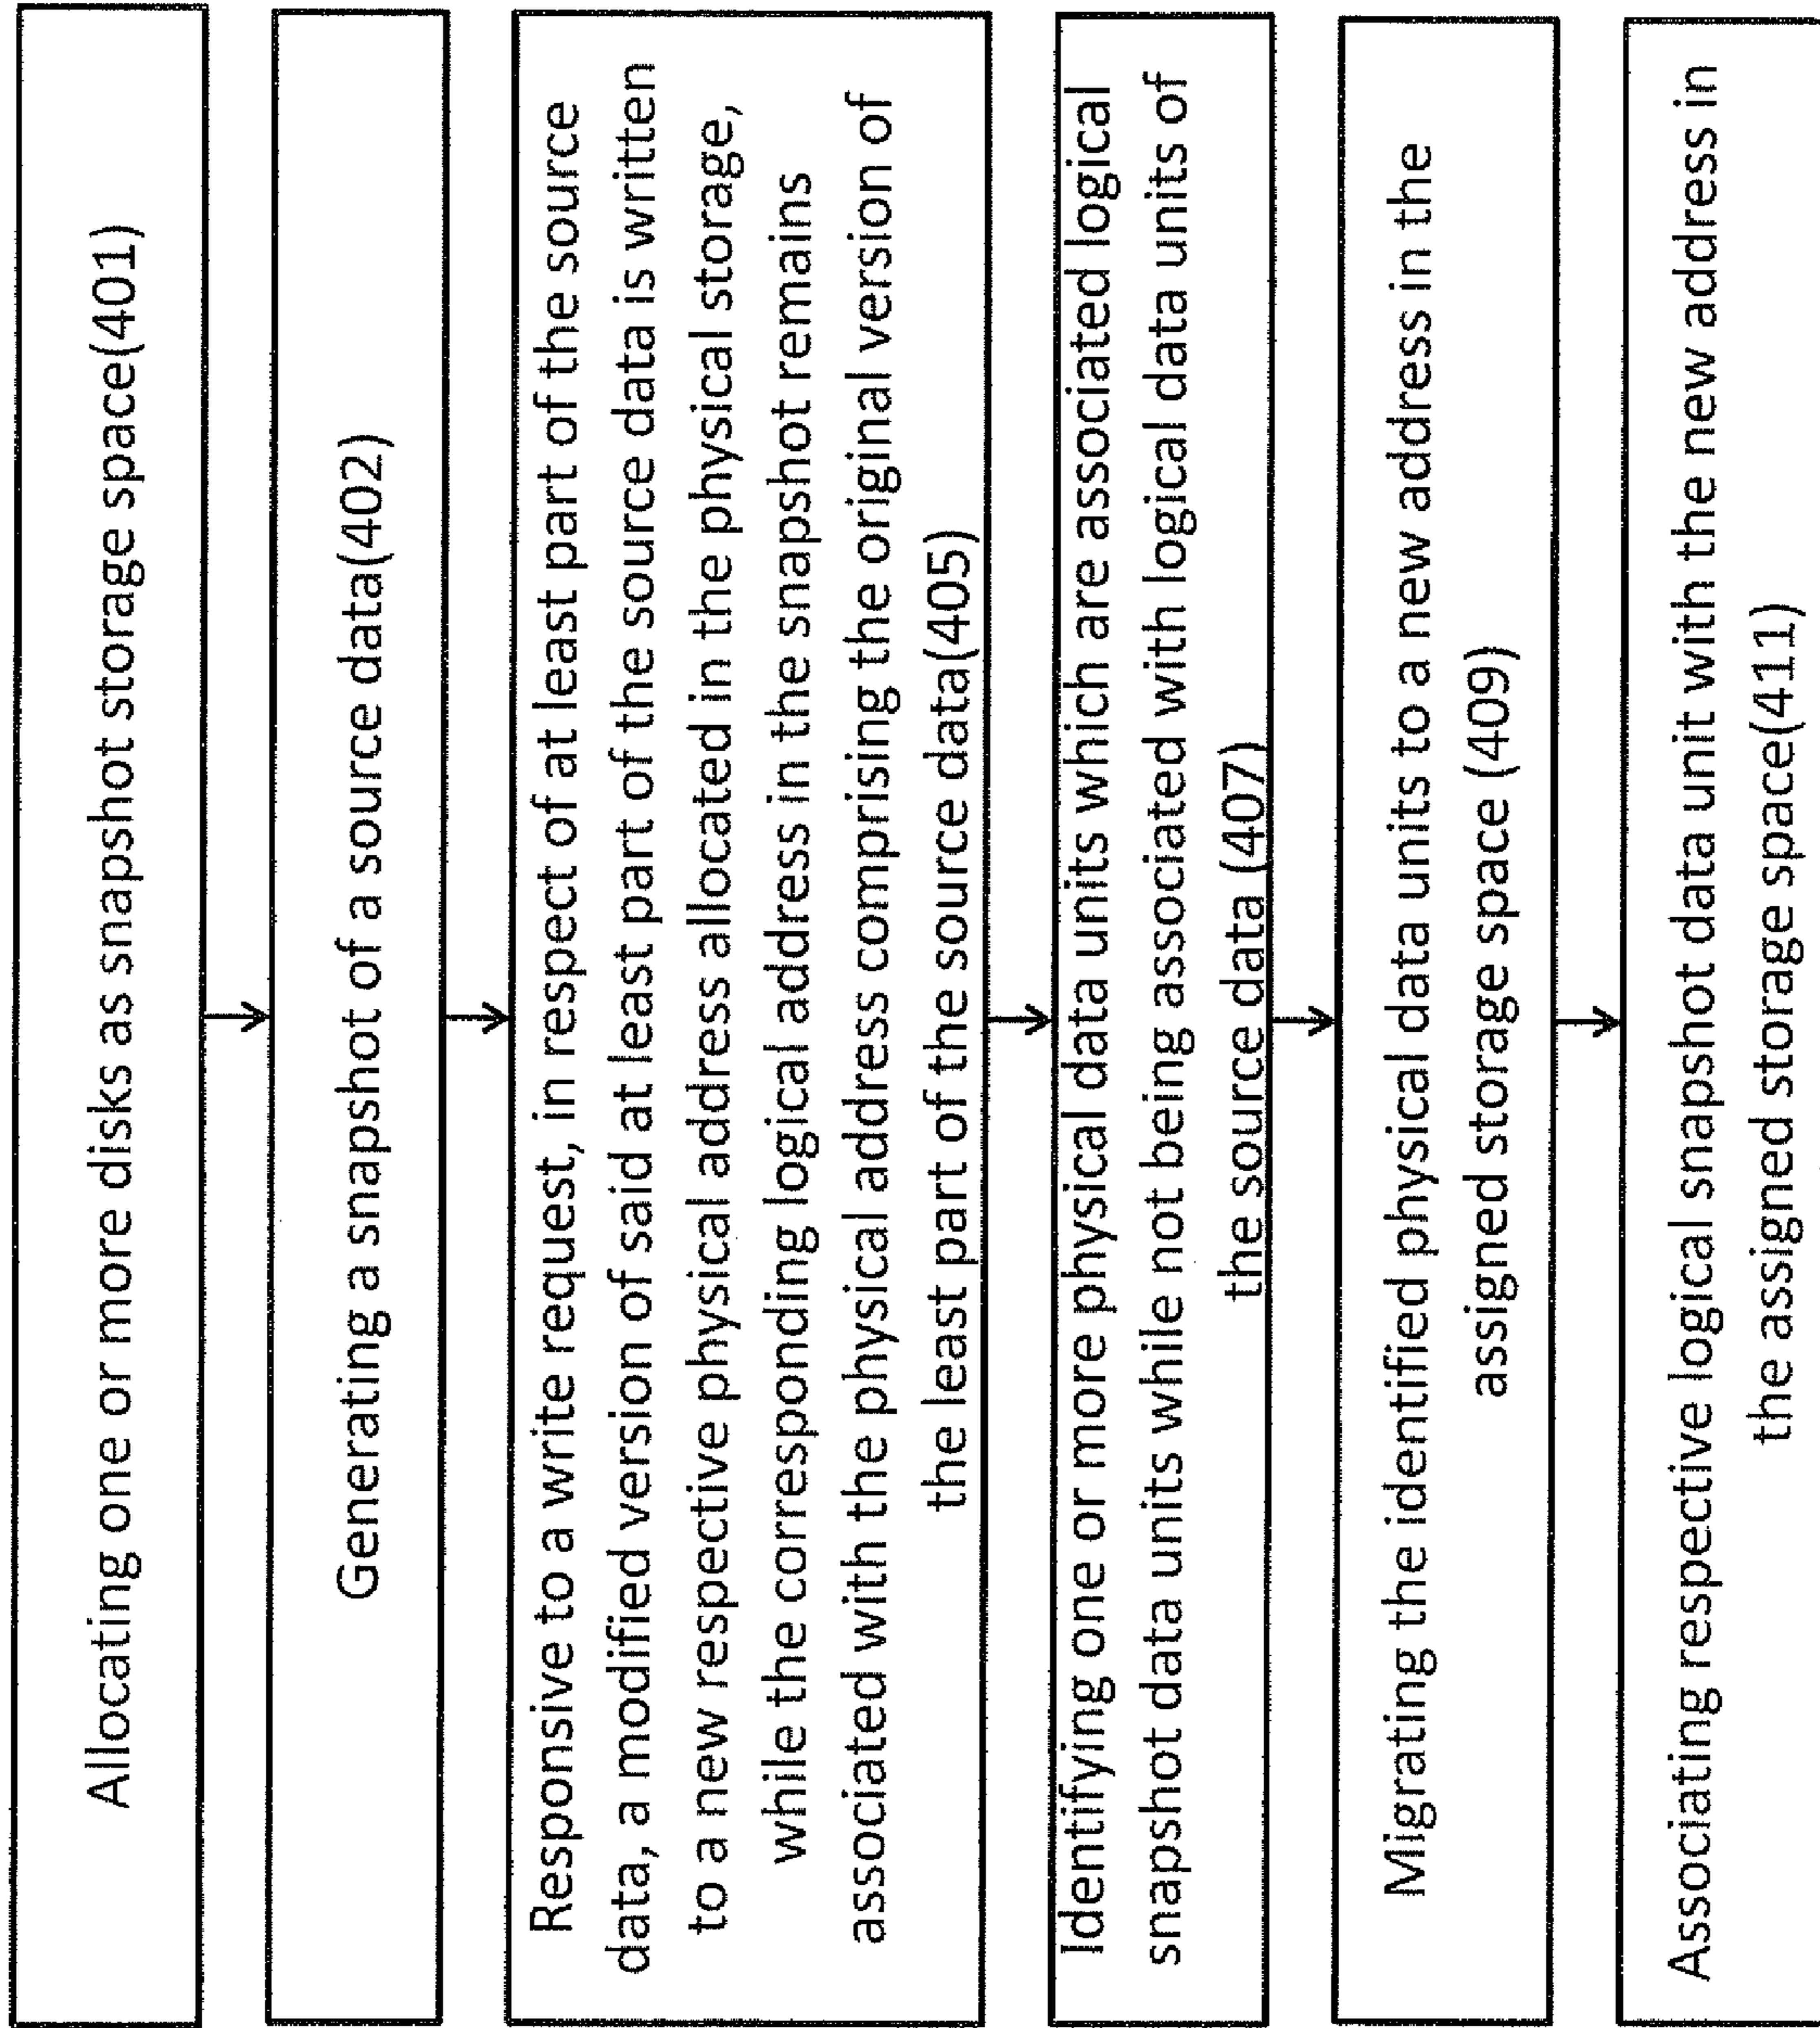 Allocating one or more disks as snapshot storage space(401)
Generating a snapshot of a source data(402)
Responsive to a write request, in respect of at least part of the source
data, a modified version of said at least part of the source data is written
to a new respective physical address allocated in the physical storage,
while the corresponding logical address in the snapshot remains
associated with the physical address comprising the original version of
the least part of the source data(405)
Identifying one or more physical data units which are associated logical
snapshot data units while not being associated with logical data units of
the source data (407)
Migrating the identified physical data units to a new address in the
assigned storage space (409)
Associating respective logical snapshot data unit with the new address in
the assigned storage space(411)